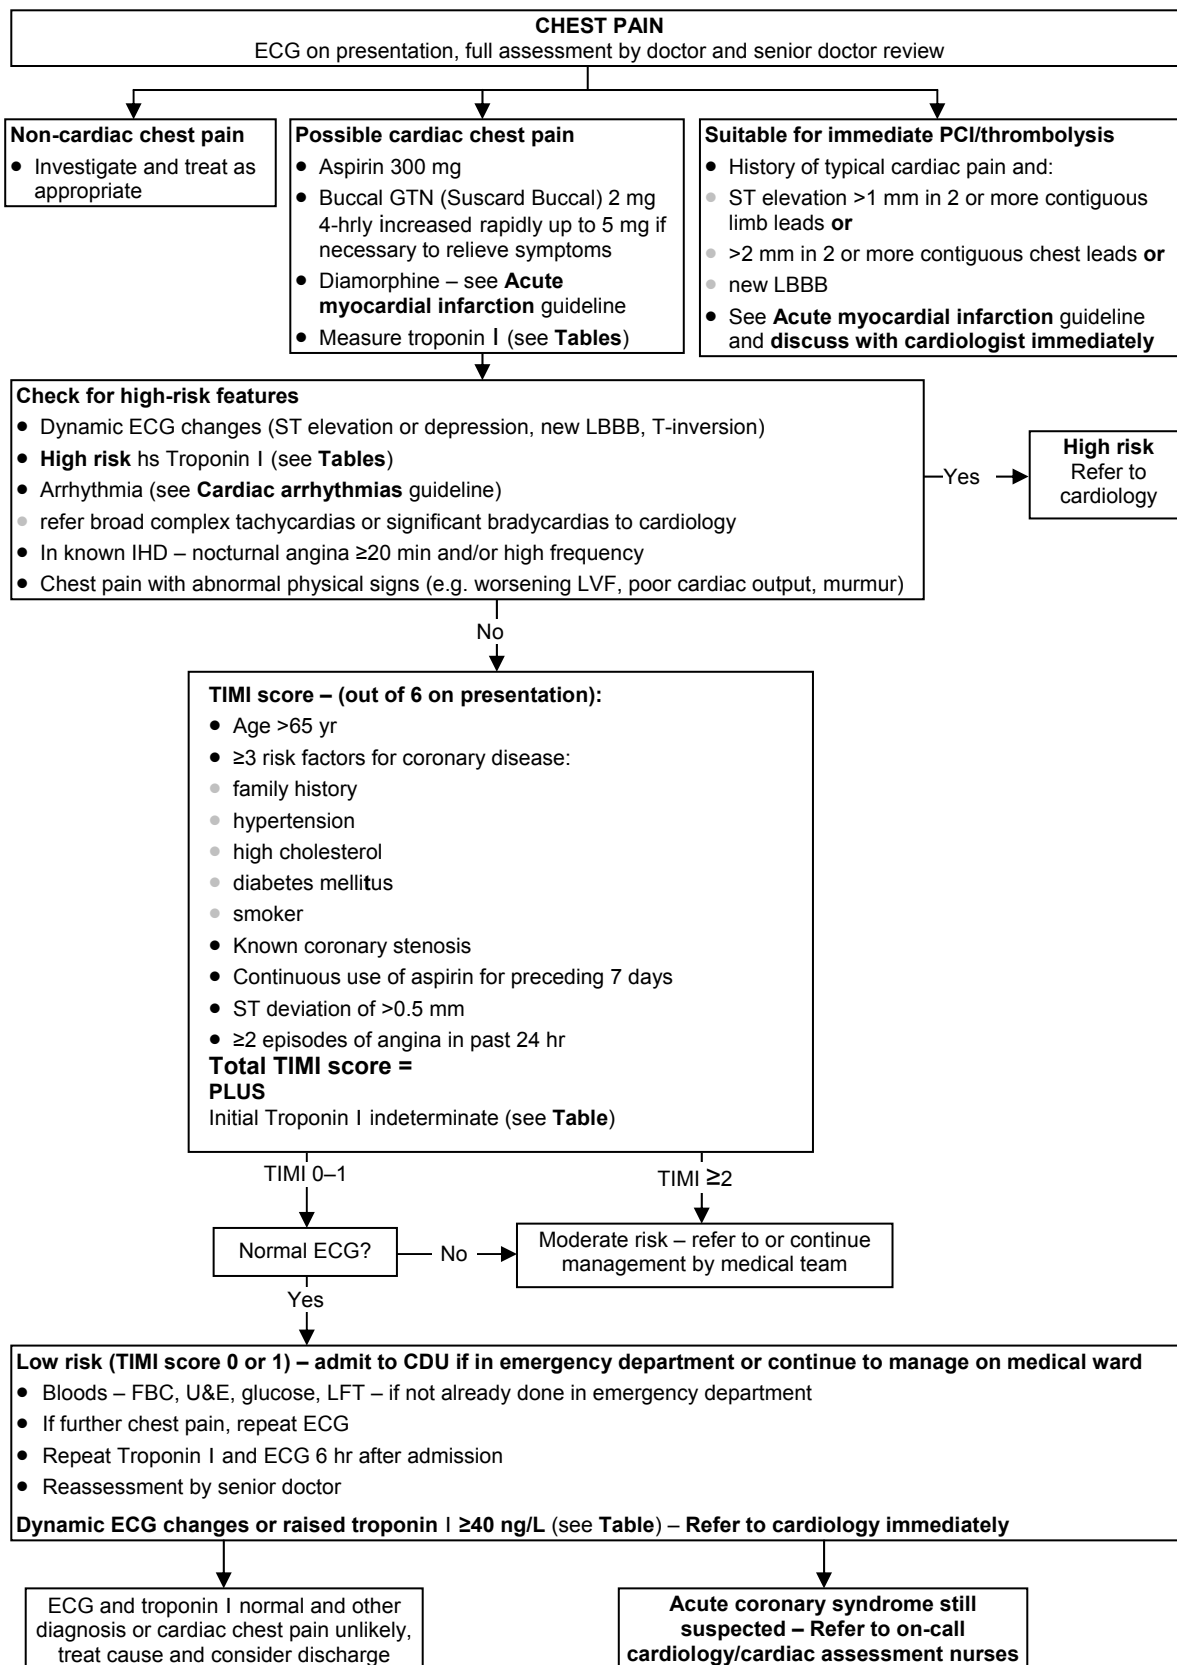 CHEST PAIN
ECG on presentation, full assessment by doctor and senior doctor review
Non-cardiac chest pain
● Investigate and treat as
appropriate
Possible cardiac chest pain
● Aspirin 300 mg
● Buccal GTN (Suscard Buccal) 2 mg
4-hrly increased rapidly up to 5 mg if
necessary to relieve symptoms
● Diamorphine – see Acute
myocardial infarction guideline
● Measure troponin I (see Tables)
Suitable for immediate PCI/thrombolysis
● History of typical cardiac pain and:
● ST elevation >1 mm in 2 or more contiguous
limb leads or
● >2 mm in 2 or more contiguous chest leads or
● new LBBB
● See Acute myocardial infarction guideline
and discuss with cardiologist immediately
Check for high-risk features
● Dynamic ECG changes (ST elevation or depression, new LBBB, T-inversion)
● High risk hs Troponin I (see Tables)
● Arrhythmia (see Cardiac arrhythmias guideline)
● refer broad complex tachycardias or significant bradycardias to cardiology
● In known IHD – nocturnal angina ≥20 min and/or high frequency
● Chest pain with abnormal physical signs (e.g. worsening LVF, poor cardiac output, murmur)
Yes
High risk
Refer to
cardiology
No
TIMI score – (out of 6 on presentation):
● Age >65 yr
● ≥3 risk factors for coronary disease:
● family history
● hypertension
● high cholesterol
● diabetes mellitus
● smoker
● Known coronary stenosis
● Continuous use of aspirin for preceding 7 days
● ST deviation of >0.5 mm
● ≥2 episodes of angina in past 24 hr
Total TIMI score =
PLUS
Initial Troponin I indeterminate (see Table)
TIMI 0–1
TIMI ≥2
Normal ECG?
No
Moderate risk – refer to or continue
management by medical team
Yes
Low risk (TIMI score 0 or 1) – admit to CDU if in emergency department or continue to manage on medical ward
● Bloods – FBC, U&E, glucose, LFT – if not already done in emergency department
● If further chest pain, repeat ECG
● Repeat Troponin I and ECG 6 hr after admission
● Reassessment by senior doctor
Dynamic ECG changes or raised troponin I ≥40 ng/L (see Table) – Refer to cardiology immediately
ECG and troponin I normal and other
diagnosis or cardiac chest pain unlikely,
treat cause and consider discharge
Acute coronary syndrome still
suspected – Refer to on-call
cardiology/cardiac assessment nurses